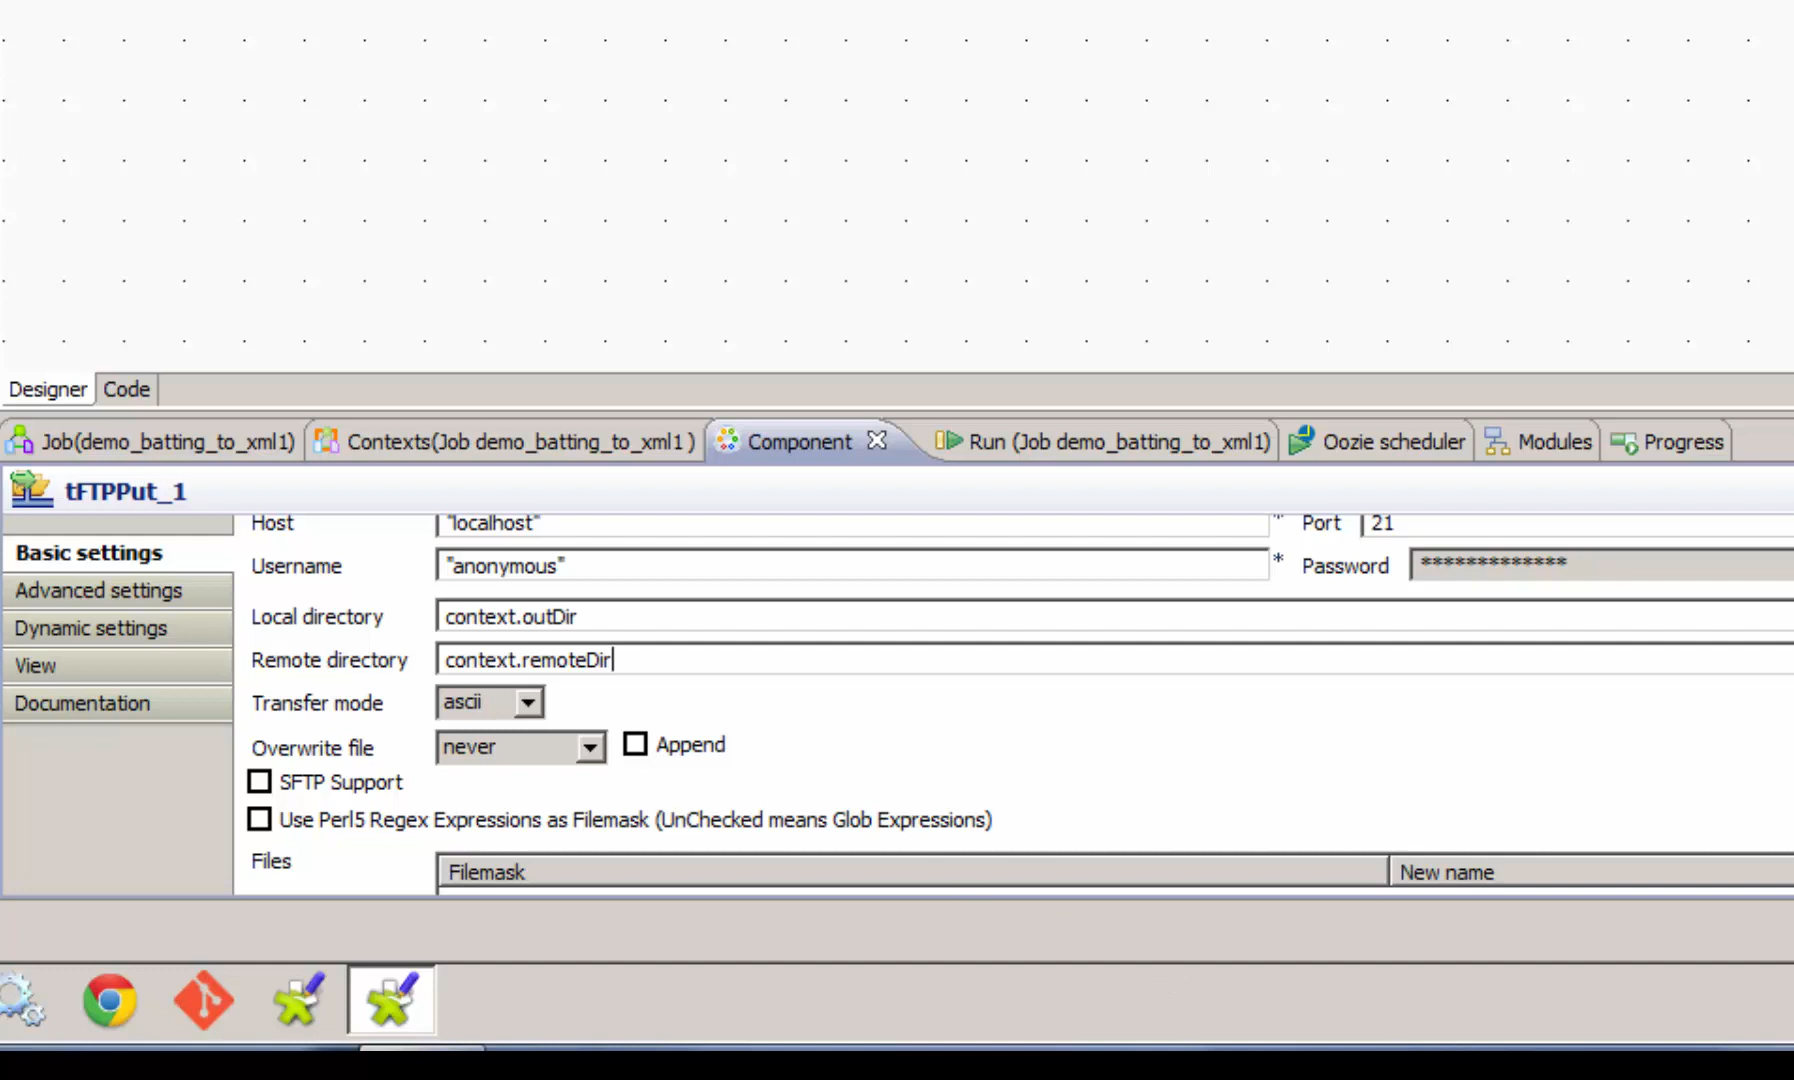 Designer Code
Job(demo_batting_to_xml1) Contexts(Job demo_batting_to_xml1 ) Component Run (Job demo_batting_to_xml1) Oozie scheduler Modules Progress
tFTPPut_1
Host "localhost" * Port 21
Basic settings
Username "anonymous" * Password *************
Advanced settings
Local directory context.outDir
Dynamic settings
Remote directory context.remoteDir
View
Transfer mode ascii
Documentation
Overwrite file never Append
SFTP Support
Use Perl5 Regex Expressions as Filemask (UnChecked means Glob Expressions)
Files Filemask New name